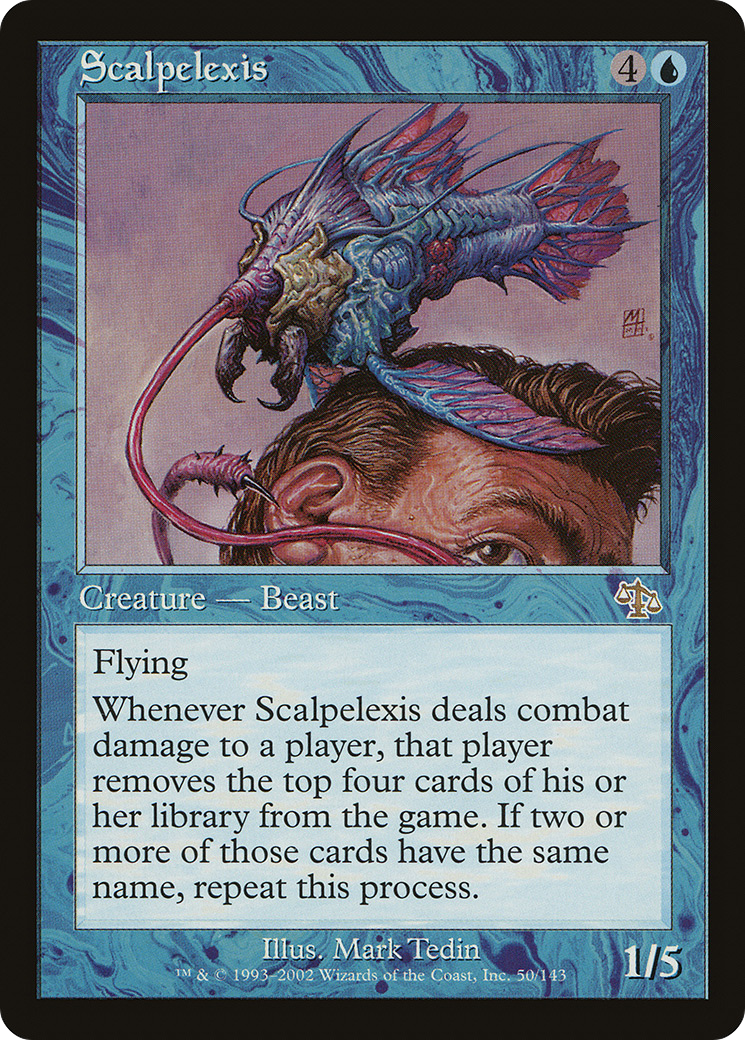 Scalpelexis 4
Creature — Beast
Flying
Whenever Scalpelexis deals combat
damage to a player, that player
removes the top four cards of his or
her library from the game. If two or
more of those cards have the same
name, repeat this process.
Illus. Mark Tedin
™ & © 1993–2002 Wizards of the Coast, Inc. 50/143
1/5